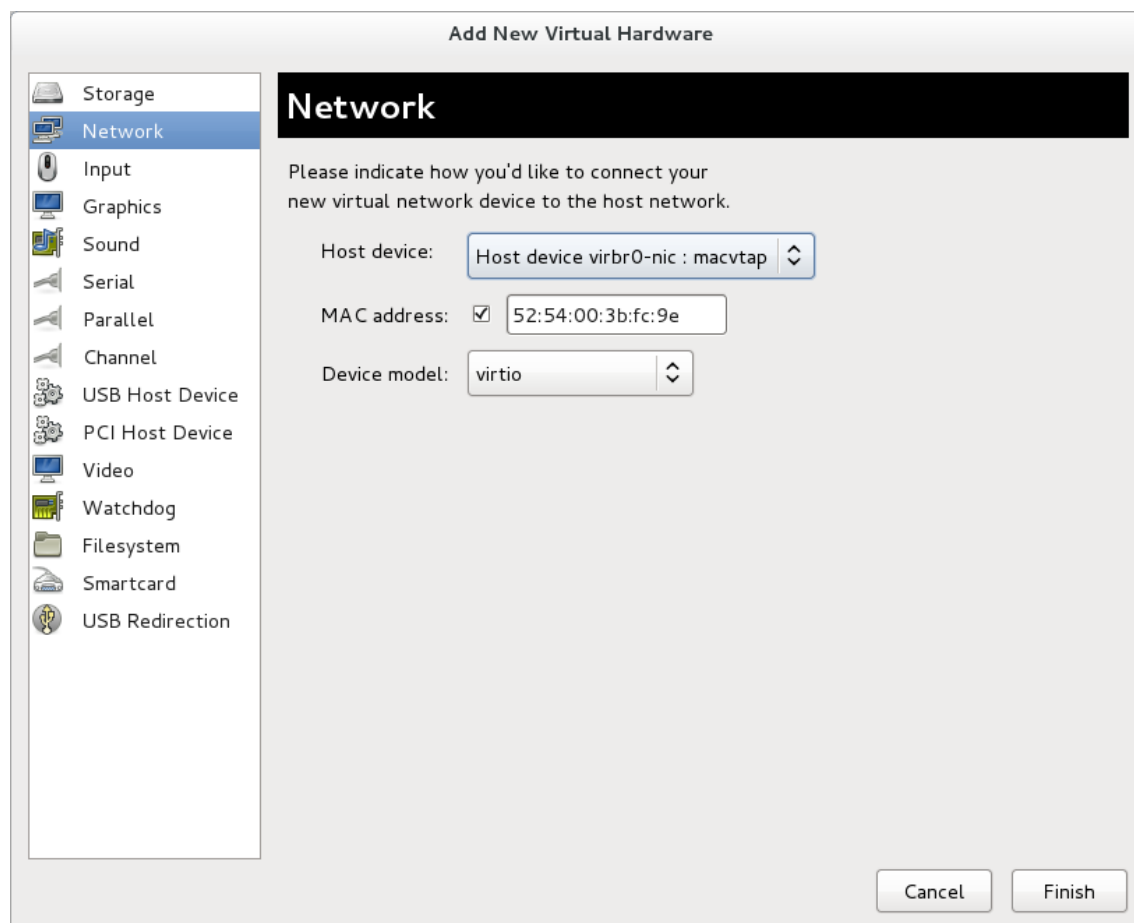 Add New Virtual Hardware
Storage
Network
Input
Graphics
Sound
Serial
Parallel
Channel
USB Host Device
PCI Host Device
Video
Watchdog
Filesystem
Smartcard
USB Redirection
Network
Please indicate how you'd like to connect your
new virtual network device to the host network.
Host device: Host device virbr0-nic : macvtap
MAC address: 52:54:00:3b:fc:9e
Device model: virtio
Cancel Finish